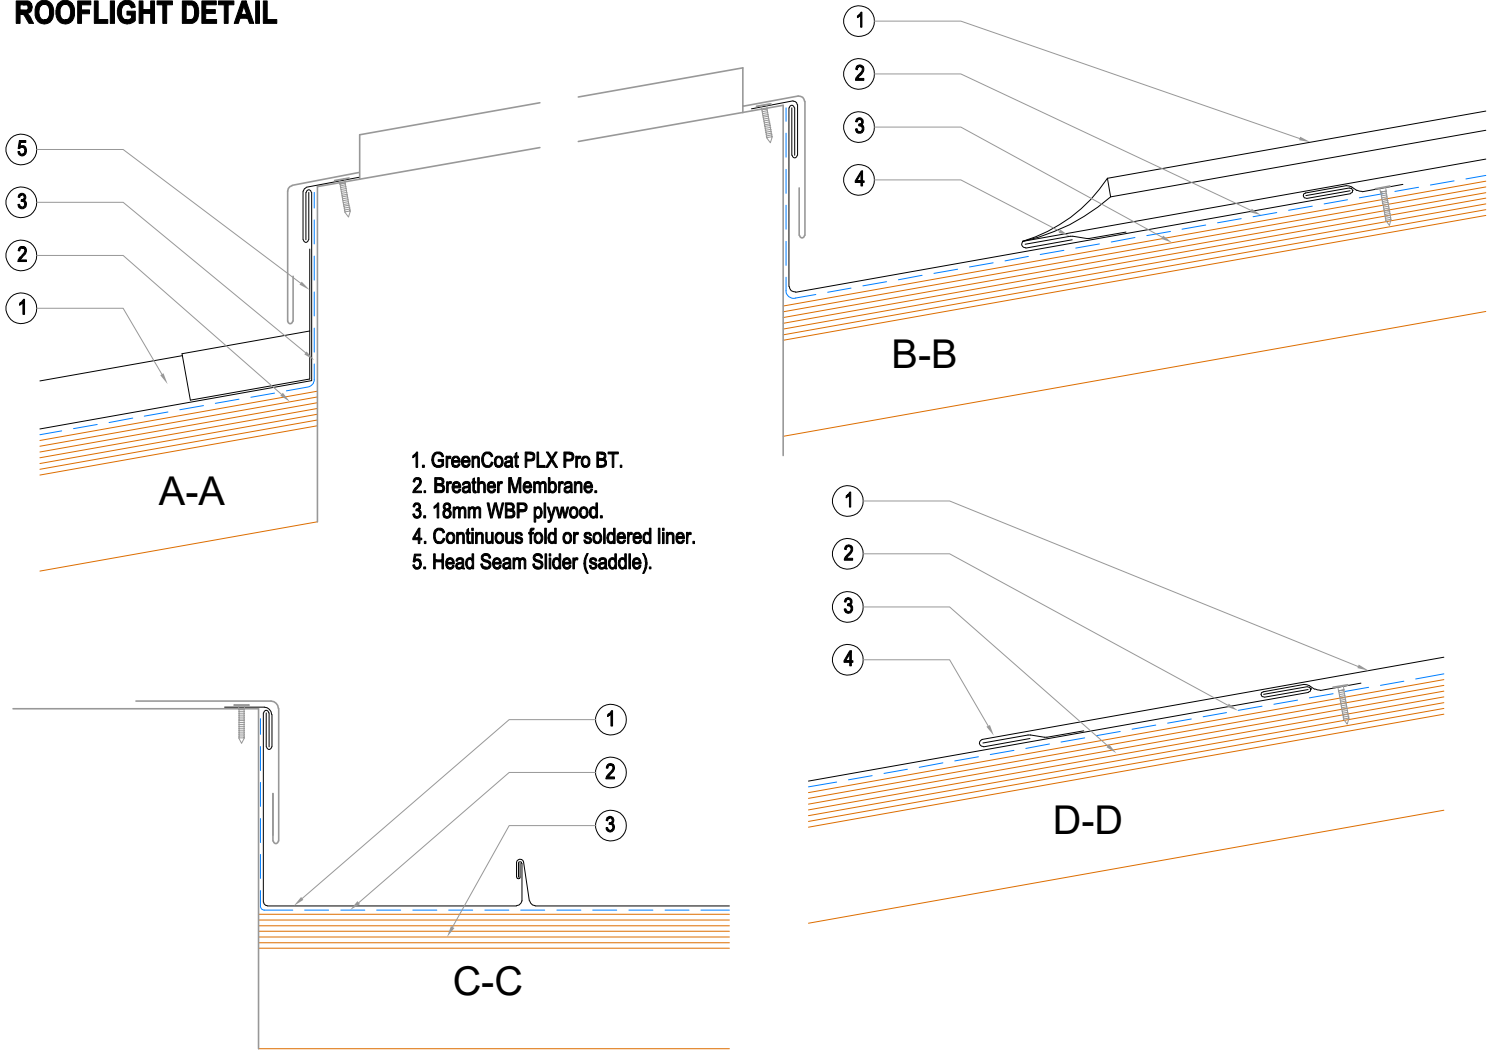 ROOFLIGHT DETAIL
5
3
2
1
A-A
1
2
3
4
B-B
1. GreenCoat PLX Pro BT.
2. Breather Membrane.
3. 18mm WBP plywood.
4. Continuous fold or soldered liner.
5. Head Seam Slider (saddle).
1
2
3
C-C
1
2
3
4
D-D